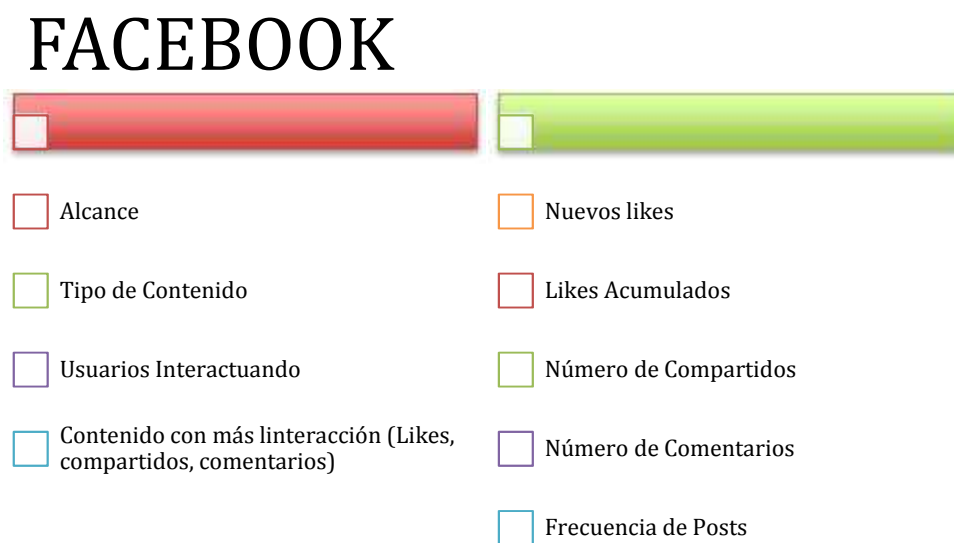 FACEBOOK
Alcance
Tipo de Contenido
Usuarios Interactuando
Contenido con más linteracción (Likes,
compartidos, comentarios)
Nuevos likes
Likes Acumulados
Número de Compartidos
Número de Comentarios
Frecuencia de Posts